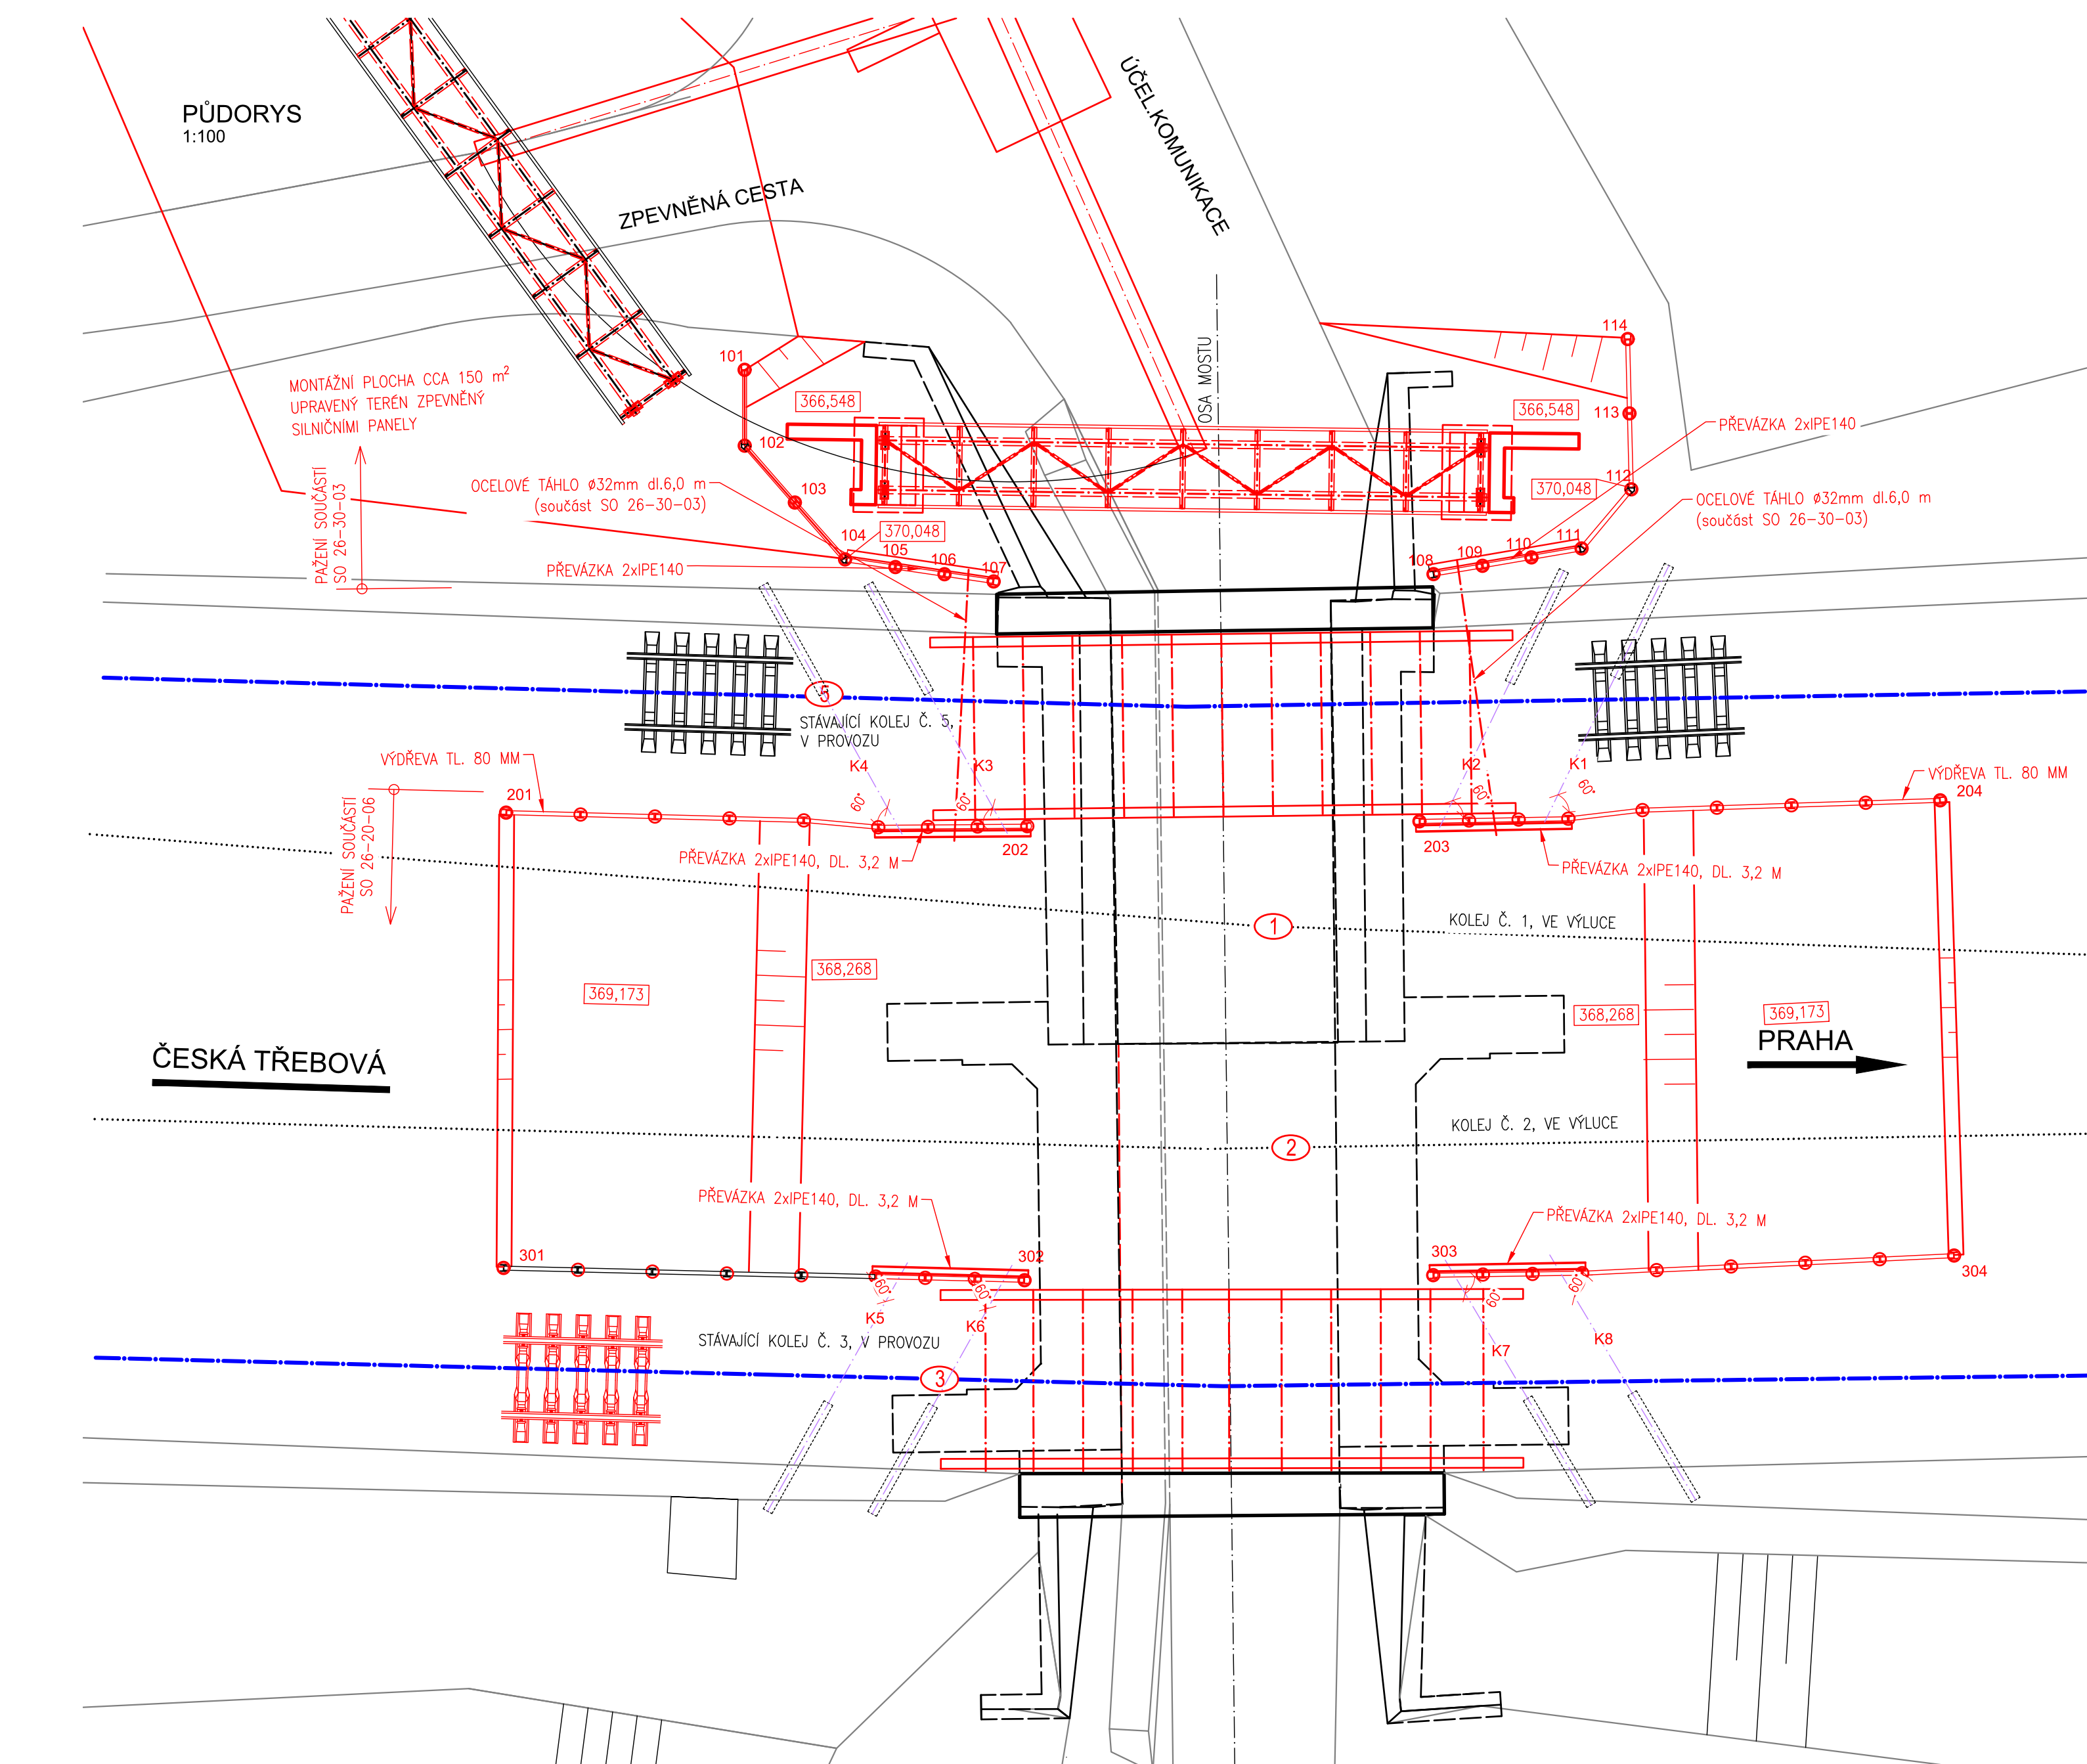 PŮDORYS
1:100
ZPEVNĚNÁ CESTA
ÚČEL.KOMUNIKACE
OSA MOSTU
MONTÁŽNÍ PLOCHA CCA 150 m²
UPRAVENÝ TERÉN ZPEVNĚNÝ
SILNIČNÍMI PANELY
PAŽENÍ SOUČÁSTÍ
SO 26-30-03
101
102
103
104
105
106
107
366,548
370,048
OCELOVÉ TÁHLO Ø32mm dl.6,0 m
(součást SO 26-30-03)
PŘEVÁZKA 2xIPE140
114
113
112
111
110
109
108
366,548
370,048
PŘEVÁZKA 2xIPE140
OCELOVÉ TÁHLO Ø32mm dl.6,0 m
(součást SO 26-30-03)
5
STÁVAJÍCÍ KOLEJ Č. 5,
V PROVOZU
K4
K3
K2
K1
60°
60°
60°
60°
VÝDŘEVA TL. 80 MM
201
202
203
204
VÝDŘEVA TL. 80 MM
PAŽENÍ SOUČÁSTÍ
SO 26-20-06
PŘEVÁZKA 2xIPE140, DL. 3,2 M
PŘEVÁZKA 2xIPE140, DL. 3,2 M
1
KOLEJ Č. 1, VE VÝLUCE
369,173
368,268
368,268
369,173
ČESKÁ TŘEBOVÁ
PRAHA
2
KOLEJ Č. 2, VE VÝLUCE
PŘEVÁZKA 2xIPE140, DL. 3,2 M
PŘEVÁZKA 2xIPE140, DL. 3,2 M
301
302
303
304
60°
60°
60°
60°
K5
K6
K7
K8
STÁVAJÍCÍ KOLEJ Č. 3, V PROVOZU
3